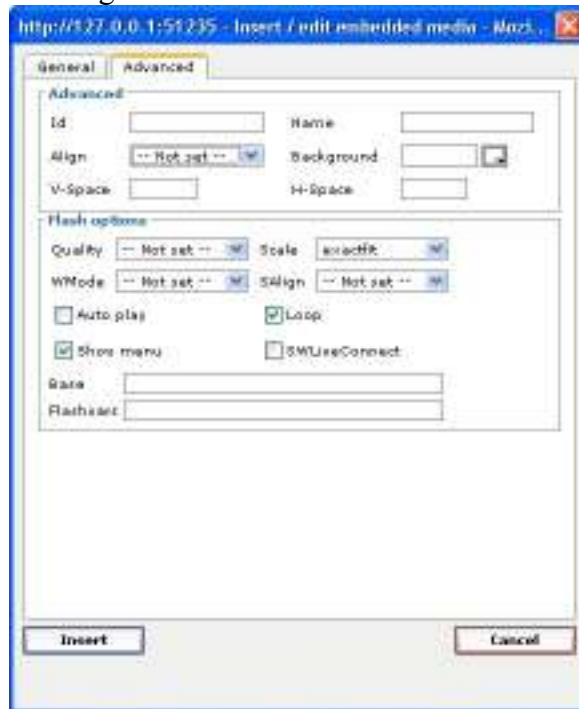 http://127.0.0.1:51235 - Insert / edit embedded media - Mozi...
General Advanced
Advanced
Id Name
Align -- Not set -- Background
V-Space H-Space
Flash options
Quality -- Not set -- Scale exactfit
WMode -- Not set -- SAlign -- Not set --
Auto play Loop
Show menu SWLiveConnect
Base
Flashvars
Insert Cancel